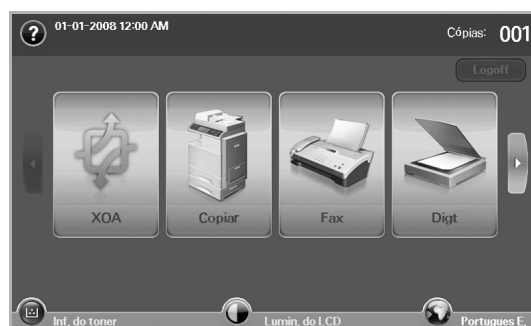 01-01-2008 12:00 AM
Cópias: 001
Logoff
XOA Copiar Fax Digt
Inf. do toner Lumin. do LCD Portugues E.